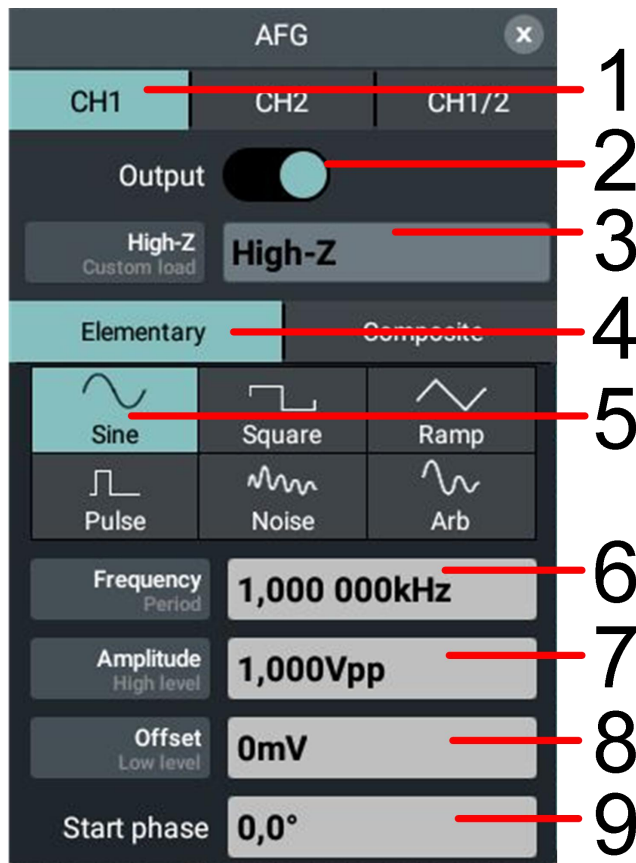 AFG x
CH1 CH2 CH1/2 1
Output 2
High-Z High-Z 3
Custom load
Elementary Composite 4
Sine Square Ramp 5
Pulse Noise Arb
Frequency 1,000 000kHz 6
Period
Amplitude 1,000Vpp 7
High level
Offset 0mV 8
Low level
Start phase 0,0° 9